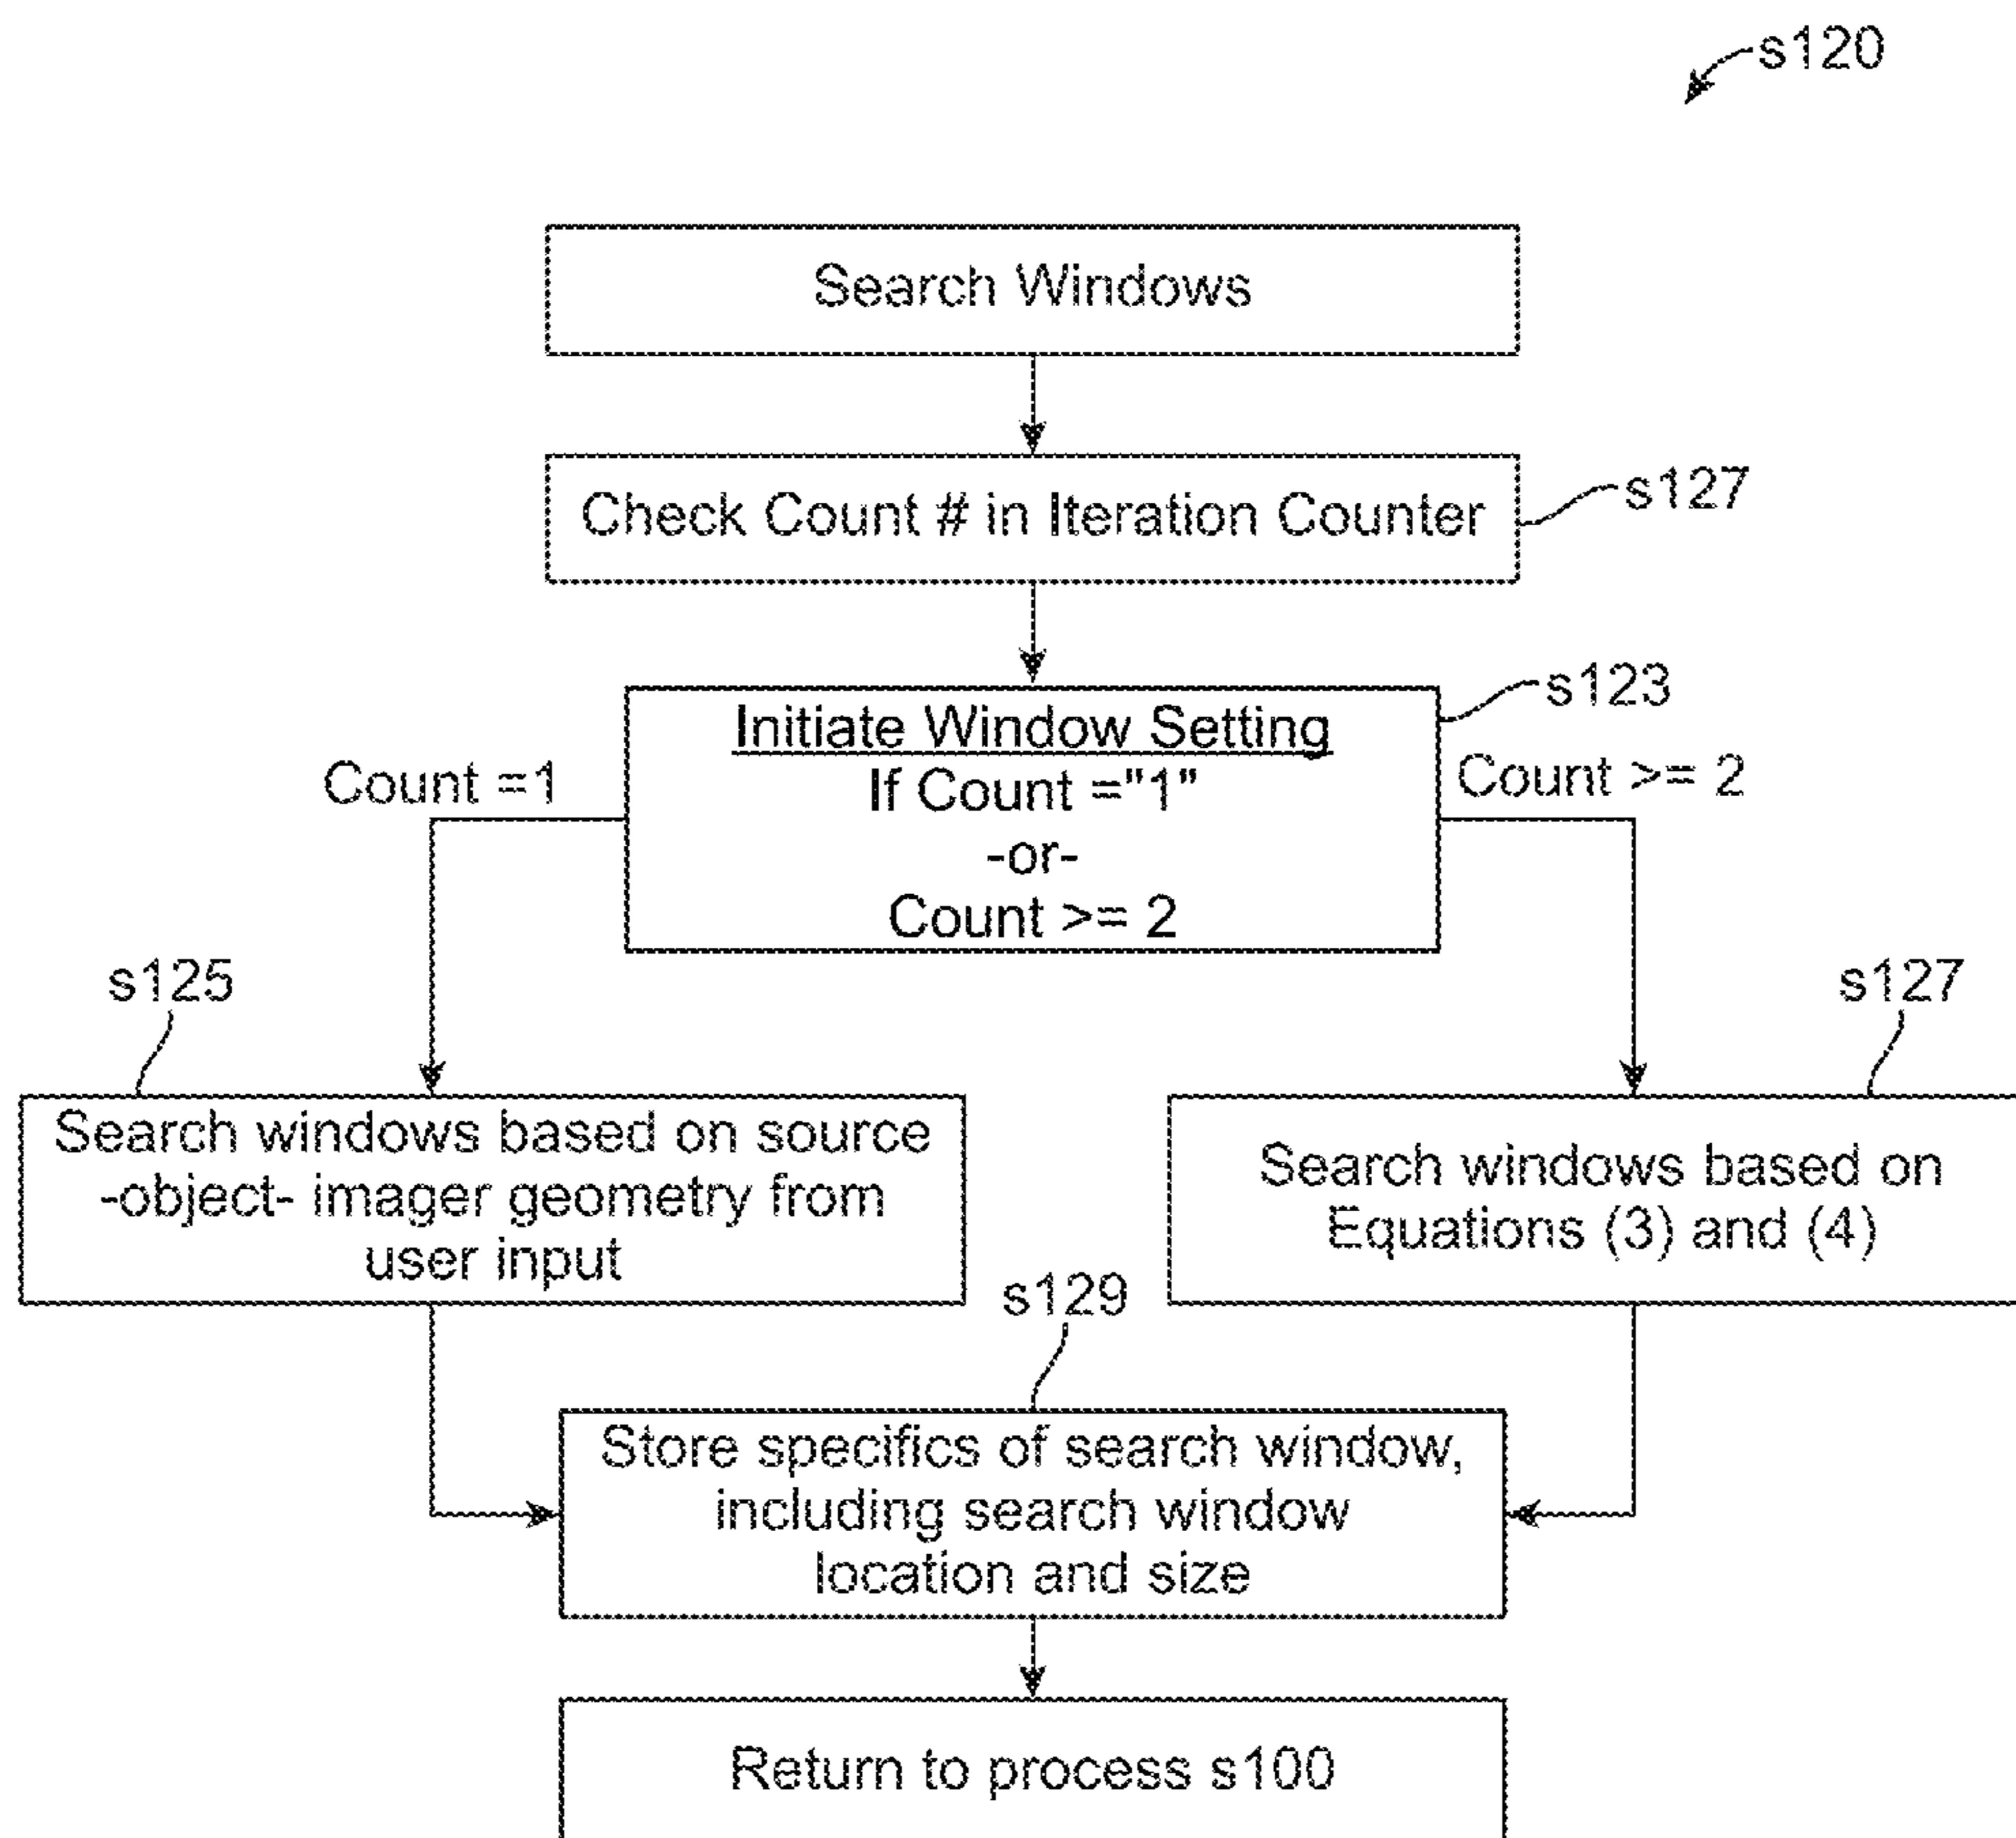 s120
Search Windows
Check Count # in Iteration Counter
s127
s123
Initiate Window Setting
If Count ="1"
-or-
Count >= 2
Count =1
Count >= 2
s125
s127
Search windows based on source
-object- imager geometry from
user input
Search windows based on
Equations (3) and (4)
s129
Store specifics of search window,
including search window
location and size
Return to process s100